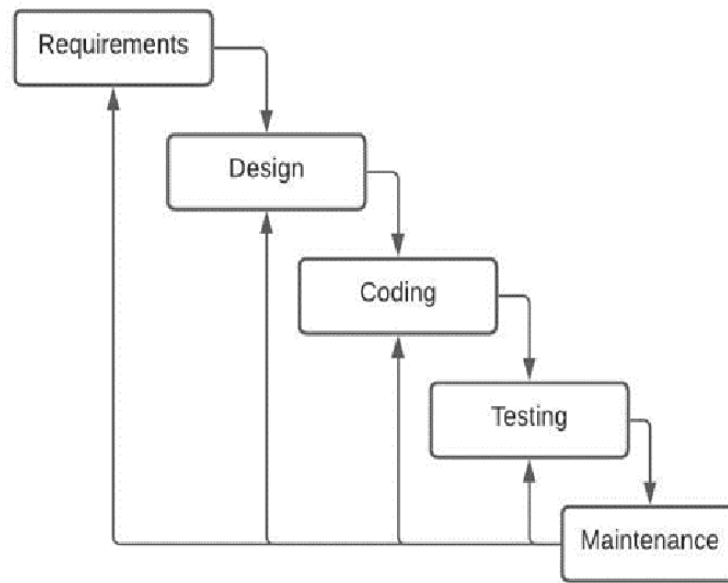 Requirements
Design
Coding
Testing
Maintenance